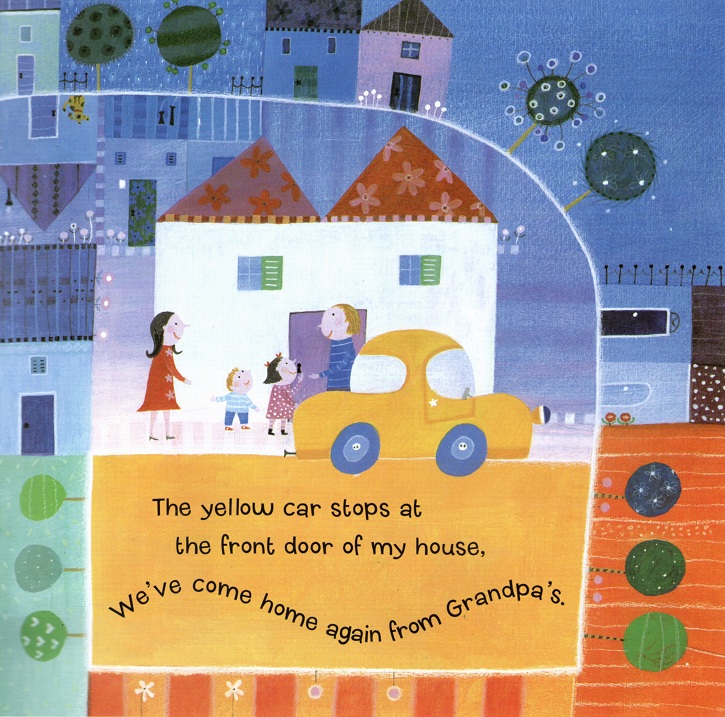 The yellow car stops at
the front door of my house,
We've come home again from Grandpa's.